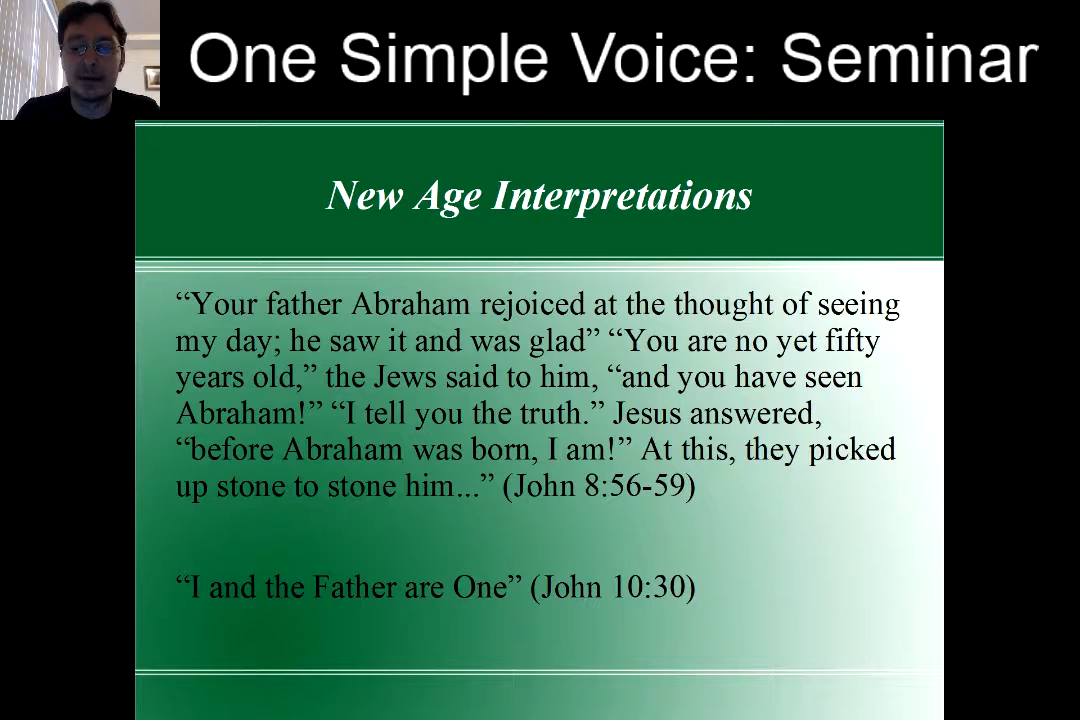 One Simple Voice: Seminar
New Age Interpretations
“Your father Abraham rejoiced at the thought of seeing
my day; he saw it and was glad” “You are no yet fifty
years old,” the Jews said to him, “and you have seen
Abraham!” “I tell you the truth.” Jesus answered,
“before Abraham was born, I am!” At this, they picked
up stone to stone him...” (John 8:56-59)
“I and the Father are One” (John 10:30)